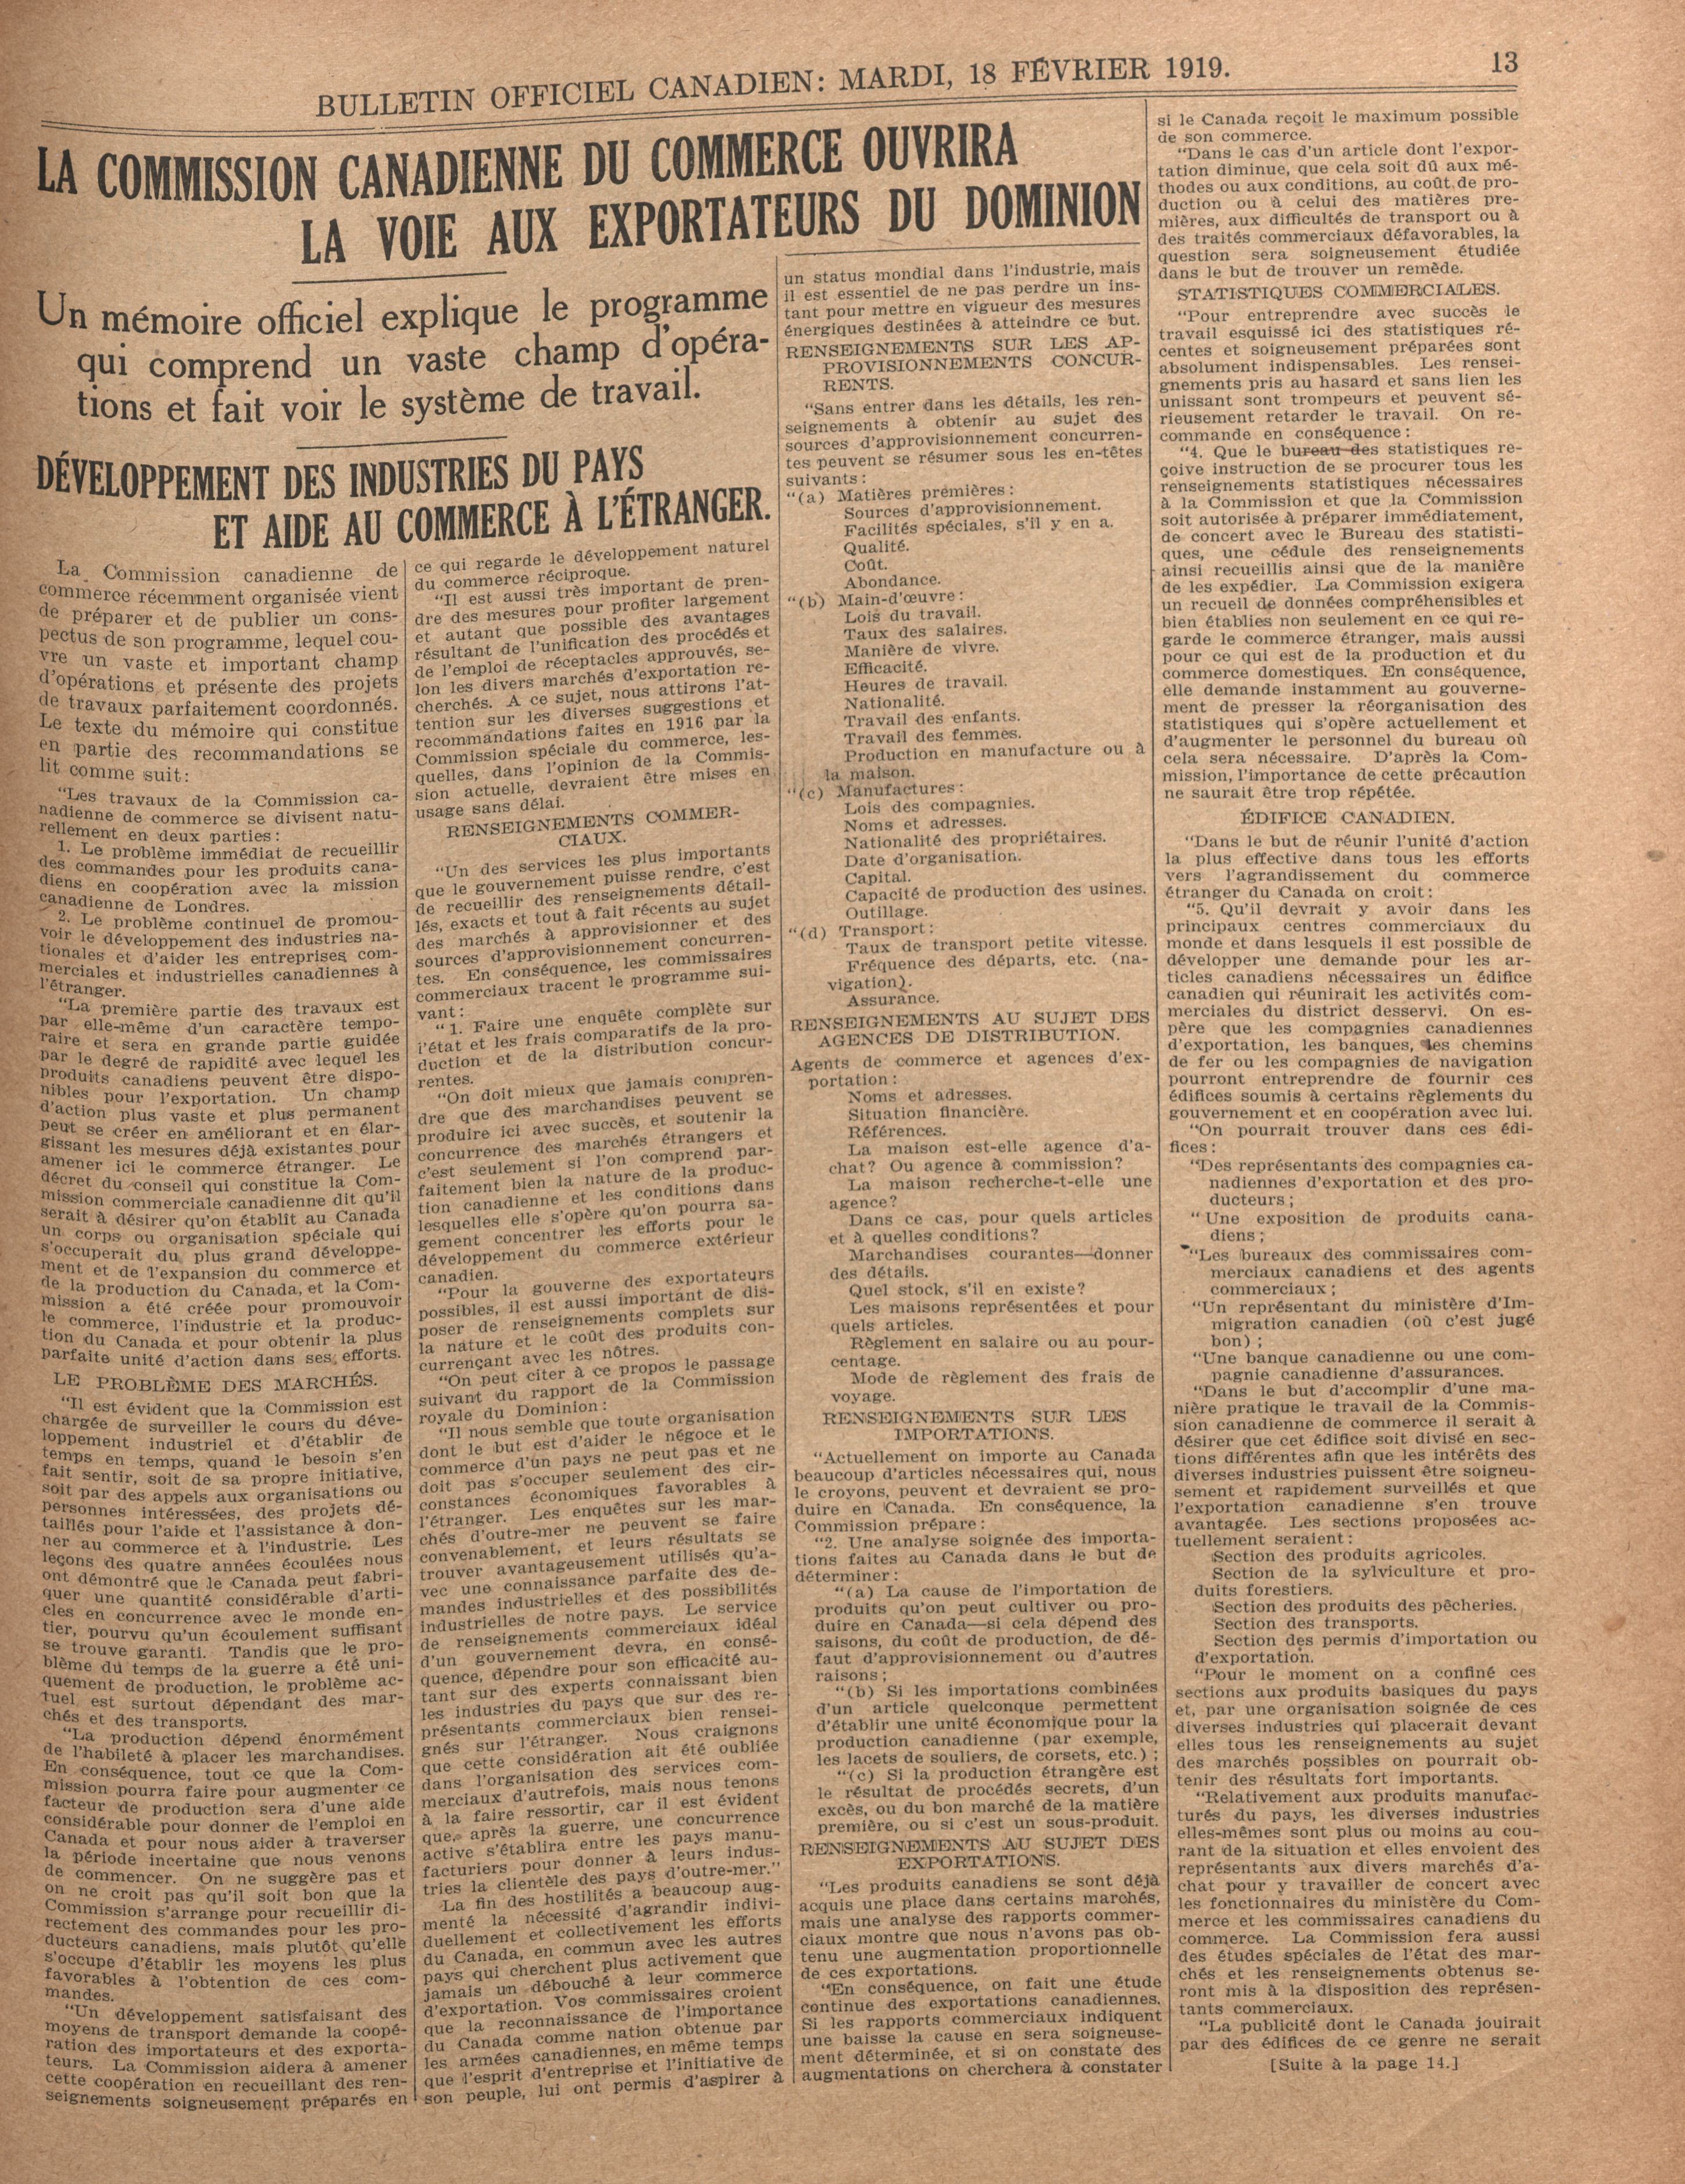 BULLETIN OFFICIEL CANADIEN: MARDI, 18 FÉVRIER 1919.
13
LA COMMISSION CANADIENNE DU COMMERCE OUVRIRA
LA VOIE AUX EXPORTATEURS DU DOMINION
Un mémoire officiel explique le programme
qui comprend un vaste champ d'opéra-
tions et fait voir le système de travail.
DÉVELOPPEMENT DES INDUSTRIES DU PAYS
ET AIDE AU COMMERCE À L'ÉTRANGER.
La Commission canadienne de
commerce récemment organisée vient
de préparer et de publier un cons-
pectus de son programme, lequel cou-
vre un vaste et important champ
d'opérations et présente des projets
de travaux parfaitement coordonnés.
Le texte du mémoire qui constitue
en partie des recommandations se
lit comme suit:
"Les travaux de la Commission ca-
nadienne de commerce se divisent natu-
rellement en deux parties:
1. Le problème immédiat de recueillir
des commandes pour les produits cana-
diens en coopération avec la mission
canadienne de Londres.
2. Le problème continuel de promou-
voir le développement des industries na-
tionales et d'aider les entreprises com-
merciales et industrielles canadiennes à
l'étranger.
"La première partie des travaux est
par elle-même d'un caractère tempo-
raire et sera en grande partie guidée
par le degré de rapidité avec lequel les
produits canadiens peuvent être dispo-
nibles pour l'exportation. Un champ
d'action plus vaste et plus permanent
peut se créer en améliorant et en élar-
gissant les mesures déjà existantes pour
amener ici le commerce étranger. Le
décret du conseil qui constitue la Com-
mission commerciale canadienne dit qu'il
serait à désirer qu'on établît au Canada
un corps ou organisation spéciale qui
s'occuperait du plus grand développe-
ment et de l'expansion du commerce et
de la production du Canada, et la Com-
mission a été créée pour promouvoir
le commerce, l'industrie et la produc-
tion du Canada et pour obtenir la plus
parfaite unité d'action dans ses efforts.
LE PROBLÈME DES MARCHÉS.
"Il est évident que la Commission est
chargée de surveiller le cours du déve-
loppement industriel et d'établir de
temps en temps, quand le besoin s'en
fait sentir, soit de sa propre initiative,
soit par des appels aux organisations ou
personnes intéressées, des projets dé-
taillés pour l'aide et l'assistance à don-
ner au commerce et à l'industrie. Les
leçons des quatre années écoulées nous
ont démontré que le Canada peut fabri-
quer une quantité considérable d'arti-
cles en concurrence avec le monde en-
tier, pourvu qu'un écoulement suffisant
se trouve garanti. Tandis que le pro-
blème du temps de la guerre a été uni-
quement de production, le problème ac-
tuel est surtout dépendant des mar-
chés et des transports.
"La production dépend énormément
de l'habileté à placer les marchandises.
En conséquence, tout ce que la Com-
mission pourra faire pour augmenter ce
facteur de production sera d'une aide
considérable pour donner de l'emploi en
Canada et pour nous aider à traverser
la période incertaine que nous venons
de commencer. On ne suggère pas et
on ne croit pas qu'il soit bon que la
Commission s'arrange pour recueillir di-
rectement des commandes pour les pro-
ducteurs canadiens, mais plutôt qu'elle
s'occupe d'établir les moyens les plus
favorables à l'obtention de ces com-
mandes.
"Un développement satisfaisant des
moyens de transport demande la coopé-
ration des importateurs et des exporta-
teurs. La Commission aidera à amener
cette coopération en recueillant des ren-
seignements soigneusement préparés en
ce qui regarde le développement naturel
du commerce réciproque.
"Il est aussi très important de pren-
dre des mesures pour profiter largement
et autant que possible des avantages
résultant de l'unification des procédés et
de l'emploi de réceptacles approuvés, se-
lon les divers marchés d'exportation re-
cherchés. A ce sujet, nous attirons l'at-
tention sur les diverses suggestions et
recommandations faites en 1916 par la
Commission spéciale du commerce, les-
quelles, dans l'opinion de la Commis-
sion actuelle, devraient être mises en
usage sans délai.
RENSEIGNEMENTS COMMER-
CIAUX.
"Un des services les plus importants
que le gouvernement puisse rendre, c'est
de recueillir des renseignements détail-
lés, exacts et tout à fait récents au sujet
des marchés à approvisionner et des
sources d'approvisionnement concurren-
tes. En conséquence, les commissaires
commerciaux tracent le programme sui-
vant:
"1. Faire une enquête complète sur
l'état et les frais comparatifs de la pro-
duction et de la distribution concur-
rentes.
"On doit mieux que jamais compren-
dre que des marchandises peuvent se
produire ici avec succès, et soutenir la
concurrence des marchés étrangers et
c'est seulement si l'on comprend par-
faitement bien la nature de la produc-
tion canadienne et les conditions dans
lesquelles elle s'opère qu'on pourra sa-
gement concentrer les efforts pour le
développement du commerce extérieur
canadien.
"Pour la gouverne des exportateurs
possibles, il est aussi important de dis-
poser de renseignements complets sur
la nature et le coût des produits con-
currençant avec les nôtres.
"On peut citer à ce propos le passage
suivant du rapport de la Commission
royale du Dominion:
"Il nous semble que toute organisation
dont le but est d'aider le négoce et le
commerce d'un pays ne peut pas et ne
doit pas s'occuper seulement des cir-
constances économiques favorables à
l'étranger. Les enquêtes sur les mar-
chés d'outre-mer ne peuvent se faire
convenablement, et leurs résultats se
trouver avantageusement utilisés qu'a-
vec une connaissance parfaite des de-
mandes industrielles et des possibilités
industrielles de notre pays. Le service
de renseignements commerciaux idéal
d'un gouvernement devra, en consé-
quence, dépendre pour son efficacité au-
tant sur des experts connaissant bien
les industries du pays que sur des re-
présentants commerciaux bien rensei-
gnés sur l'étranger. Nous craignons
que cette considération ait été oubliée
dans l'organisation des services com-
merciaux d'autrefois, mais nous tenons
à la faire ressortir, car il est évident
que, après la guerre, une concurrence
active s'établira entre les pays manu-
facturiers pour donner à leurs indus-
tries la clientèle des pays d'outre-mer."
La fin des hostilités a beaucoup aug-
menté la nécessité d'agrandir indivi-
duellement et collectivement les efforts
du Canada, en commun avec les autres
pays qui cherchent plus activement que
jamais un débouché à leur commerce
d'exportation. Vos commissaires croient
que la reconnaissance de l'importance
du Canada comme nation obtenue par
les armées canadiennes, en même temps
que l'esprit d'entreprise et l'initiative de
son peuple, lui ont permis d'aspirer à
un status mondial dans l'industrie, mais
il est essentiel de ne pas perdre un ins-
tant pour mettre en vigueur des mesures
énergiques destinées à atteindre ce but.
RENSEIGNEMENTS SUR LES AP-
PROVISIONNEMENTS CONCUR-
RENTS.
"Sans entrer dans les détails, les ren-
seignements à obtenir au sujet des
sources d'approvisionnement concurren-
tes peuvent se résumer sous les en-têtes
suivants:
"(a) Matières premières:
Sources d'approvisionnement.
Facilités spéciales, s'il y en a.
Qualité.
Coût.
Abondance.
"(b) Main-d'œuvre:
Lois du travail.
Taux des salaires.
Manière de vivre.
Efficacité.
Heures de travail.
Nationalité.
Travail des enfants.
Travail des femmes.
Production en manufacture ou à
la maison.
"(c) Manufactures:
Lois des compagnies.
Noms et adresses.
Nationalité des propriétaires.
Date d'organisation.
Capital.
Capacité de production des usines.
Outillage.
"(d) Transport:
Taux de transport petite vitesse.
Fréquence des départs, etc. (na-
vigation).
Assurance.
RENSEIGNEMENTS AU SUJET DES
AGENCES DE DISTRIBUTION.
Agents de commerce et agences d'ex-
portation:
Noms et adresses.
Situation financière.
Références.
La maison est-elle agence d'a-
chat? Ou agence à commission?
La maison recherche-t-elle une
agence?
Dans ce cas, pour quels articles
et à quelles conditions?
Marchandises courantes—donner
des détails.
Quel stock, s'il en existe?
Les maisons représentées et pour
quels articles.
Règlement en salaire ou au pour-
centage.
Mode de règlement des frais de
voyage.
RENSEIGNEMENTS SUR LES
IMPORTATIONS.
"Actuellement on importe au Canada
beaucoup d'articles nécessaires qui, nous
le croyons, peuvent et devraient se pro-
duire en Canada. En conséquence, la
Commission prépare:
"2. Une analyse soignée des importa-
tions faites au Canada dans le but de
déterminer:
"(a) La cause de l'importation de
produits qu'on peut cultiver ou pro-
duire en Canada—si cela dépend des
saisons, du coût de production, de dé-
faut d'approvisionnement ou d'autres
raisons;
"(b) Si les importations combinées
d'un article quelconque permettent
d'établir une unité économique pour la
production canadienne (par exemple,
les lacets de souliers, de corsets, etc.);
"(c) Si la production étrangère est
le résultat de procédés secrets, d'un
excès, ou du bon marché de la matière
première, ou si c'est un sous-produit.
RENSEIGNEMENTS AU SUJET DES
EXPORTATIONS.
"Les produits canadiens se sont déjà
acquis une place dans certains marchés,
mais une analyse des rapports commer-
ciaux montre que nous n'avons pas ob-
tenu une augmentation proportionnelle
de ces exportations.
"En conséquence, on fait une étude
continue des exportations canadiennes.
Si les rapports commerciaux indiquent
une baisse la cause en sera soigneuse-
ment déterminée, et si on constate des
augmentations on cherchera à constater
si le Canada reçoit le maximum possible
de son commerce.
"Dans le cas d'un article dont l'expor-
tation diminue, que cela soit dû aux mé-
thodes ou aux conditions, au coût de pro-
duction ou à celui des matières pre-
mières, aux difficultés de transport ou à
des traités commerciaux défavorables, la
question sera soigneusement étudiée
dans le but de trouver un remède.
STATISTIQUES COMMERCIALES.
"Pour entreprendre avec succès le
travail esquissé ici des statistiques ré-
centes et soigneusement préparées sont
absolument indispensables. Les rensei-
gnements pris au hasard et sans lien les
unissant sont trompeurs et peuvent sé-
rieusement retarder le travail. On re-
commande en conséquence:
"4. Que le bureau des statistiques re-
çoive instruction de se procurer tous les
renseignements statistiques nécessaires
à la Commission et que la Commission
soit autorisée à préparer immédiatement,
de concert avec le Bureau des statisti-
ques, une cédule des renseignements
ainsi recueillis ainsi que de la manière
de les expédier. La Commission exigera
un recueil de données compréhensibles et
bien établies non seulement en ce qui re-
garde le commerce étranger, mais aussi
pour ce qui est de la production et du
commerce domestiques. En conséquence,
elle demande instamment au gouverne-
ment de presser la réorganisation des
statistiques qui s'opère actuellement et
d'augmenter le personnel du bureau où
cela sera nécessaire. D'après la Com-
mission, l'importance de cette précaution
ne saurait être trop répétée.
ÉDIFICE CANADIEN.
"Dans le but de réunir l'unité d'action
la plus effective dans tous les efforts
vers l'agrandissement du commerce
étranger du Canada on croit:
"5. Qu'il devrait y avoir dans les
principaux centres commerciaux du
monde et dans lesquels il est possible de
développer une demande pour les ar-
ticles canadiens nécessaires un édifice
canadien qui réunirait les activités com-
merciales du district desservi. On es-
père que les compagnies canadiennes
d'exportation, les banques, les chemins
de fer ou les compagnies de navigation
pourront entreprendre de fournir ces
édifices soumis à certains règlements du
gouvernement et en coopération avec lui.
"On pourrait trouver dans ces édi-
fices:
"Des représentants des compagnies ca-
nadiennes d'exportation et des pro-
ducteurs;
"Une exposition de produits cana-
diens;
"Les bureaux des commissaires com-
merciaux canadiens et des agents
commerciaux;
"Un représentant du ministère d'Im-
migration canadien (où c'est jugé
bon);
"Une banque canadienne ou une com-
pagnie canadienne d'assurances.
"Dans le but d'accomplir d'une ma-
nière pratique le travail de la Commis-
sion canadienne de commerce il serait à
désirer que cet édifice soit divisé en sec-
tions différentes afin que les intérêts des
diverses industries puissent être soigneu-
sement et rapidement surveillés et que
l'exportation canadienne s'en trouve
avantagée. Les sections proposées ac-
tuellement seraient:
Section des produits agricoles.
Section de la sylviculture et pro-
duits forestiers.
Section des produits des pêcheries.
Section des transports.
Section des permis d'importation ou
d'exportation.
"Pour le moment on a confiné ces
sections aux produits basiques du pays
et, par une organisation soignée de ces
diverses industries qui placerait devant
elles tous les renseignements au sujet
des marchés possibles on pourrait ob-
tenir des résultats fort importants.
"Relativement aux produits manufac-
turés du pays, les diverses industries
elles-mêmes sont plus ou moins au cou-
rant de la situation et elles envoient des
représentants aux divers marchés d'a-
chat pour y travailler de concert avec
les fonctionnaires du ministère du Com-
merce et les commissaires canadiens du
commerce. La Commission fera aussi
des études spéciales de l'état des mar-
chés et les renseignements obtenus se-
ront mis à la disposition des représen-
tants commerciaux.
"La publicité dont le Canada jouirait
par des édifices de ce genre ne serait
[Suite à la page 14.]